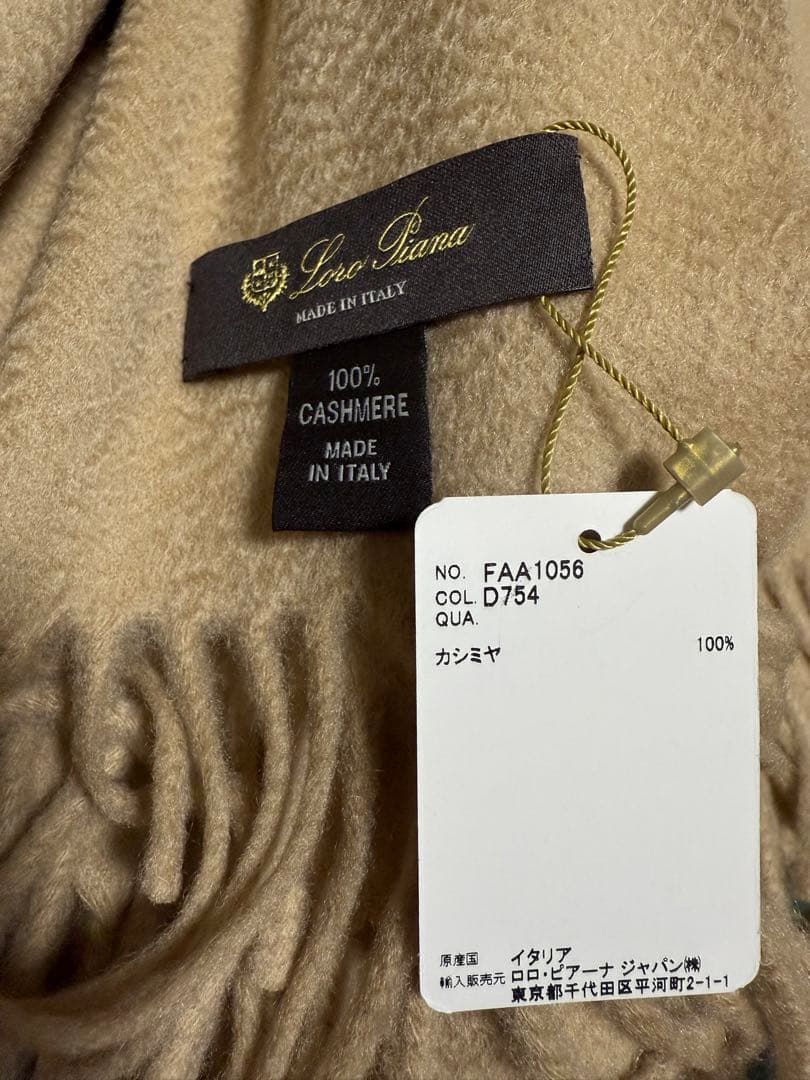 Loro Piana
MADE IN ITALY
100%
CASHMERE
MADE
IN ITALY
NO. FAA1056
COL. D754
QUA.
カシミヤ 100%
原産国 イタリア
輸入販売元 ロロ・ピアーナ ジャパン㈱
東京都千代田区平河町2-1-1